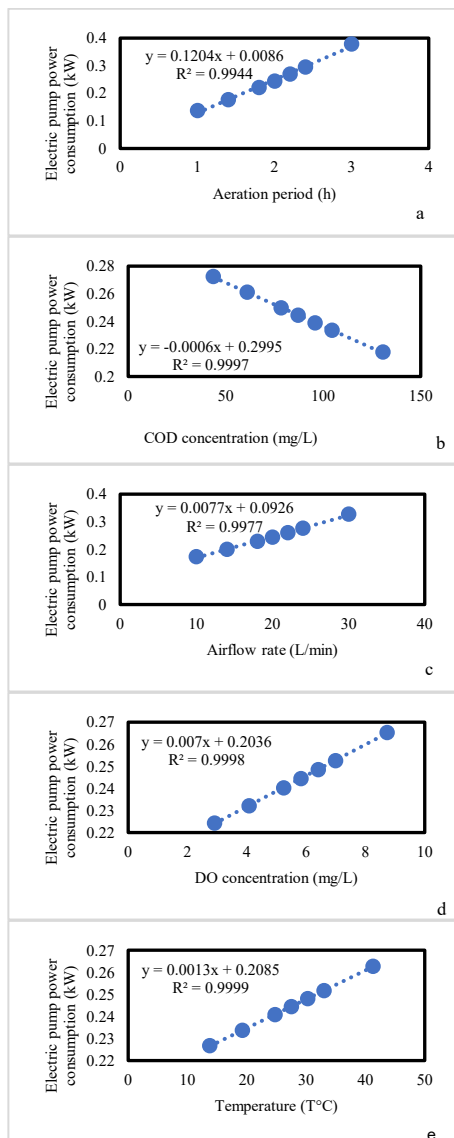 Electric pump power
consumption (kW)
0.4
0.3
0.2
0.1
0
y = 0.1204x + 0.0086
R² = 0.9944
0 1 2 3 4
Aeration period (h)
a
Electric pump power
consumption (kW)
0.28
0.26
0.24
0.22
0.2
y = -0.0006x + 0.2995
R² = 0.9997
0 50 100 150
COD concentration (mg/L)
b
Electric pump power
consumption (kW)
0.4
0.3
0.2
0.1
0
y = 0.0077x + 0.0926
R² = 0.9977
0 10 20 30 40
Airflow rate (L/min)
c
Electric pump power
consumption (kW)
0.27
0.26
0.25
0.24
0.23
0.22
y = 0.007x + 0.2036
R² = 0.9998
0 2 4 6 8 10
DO concentration (mg/L)
d
Electric pump power
consumption (kW)
0.27
0.26
0.25
0.24
0.23
0.22
y = 0.0013x + 0.2085
R² = 0.9999
0 10 20 30 40 50
Temperature (T°C)
e